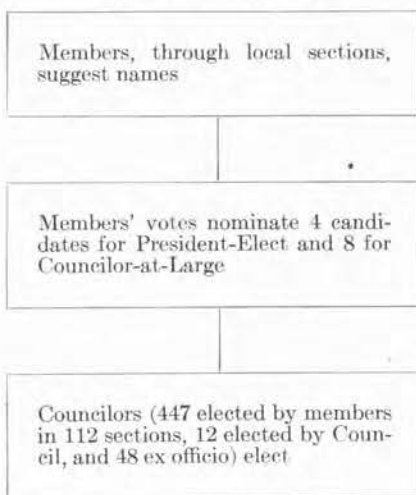 Members, through local sections,
suggest names
Members' votes nominate 4 candi-
dates for President-Elect and 8 for
Councilor-at-Large
Councilors (447 elected by members
in 112 sections, 12 elected by Coun-
cil, and 48 ex officio) elect